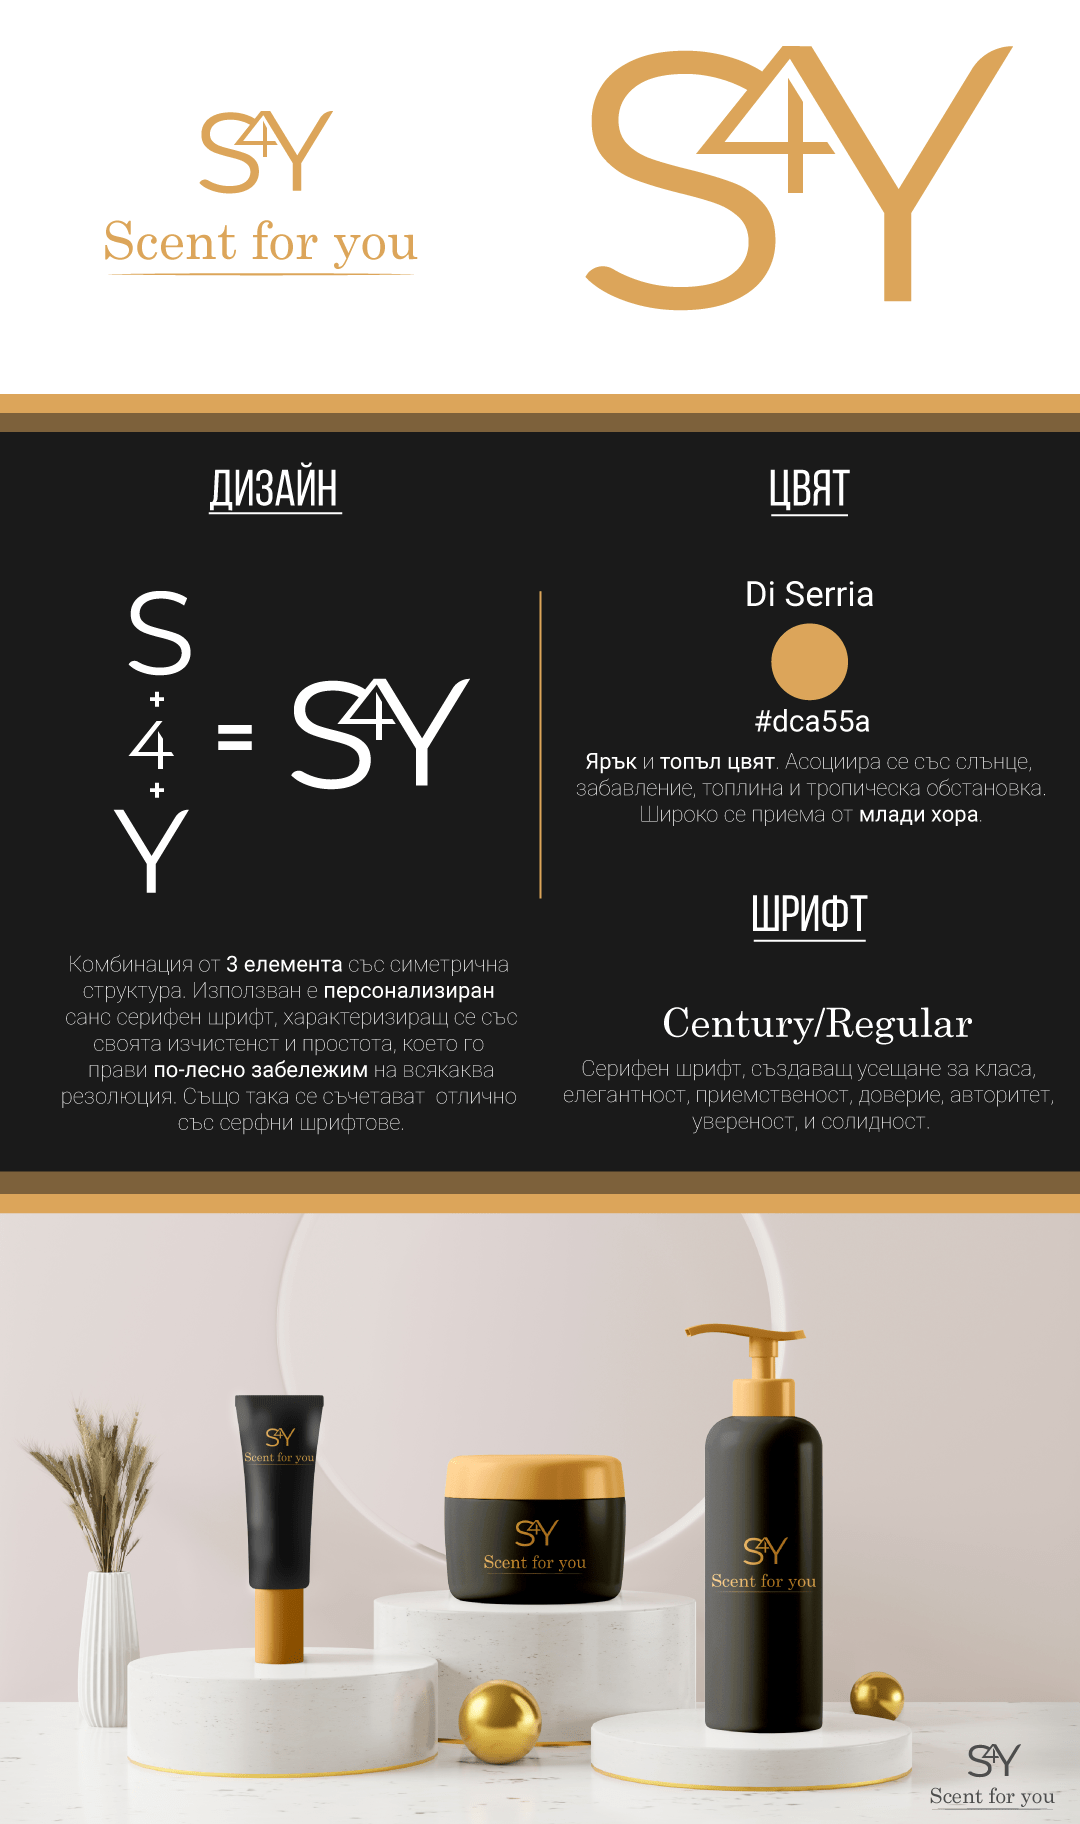 S4Y
Scent for you
S4Y
ДИЗАЙН
S
+
4
+
Y
=
S4Y
Комбинация от 3 елемента със симетрична
структура. Използван е персонализиран
санс серифен шрифт, характеризиращ се със
своята изчистенст и простота, което го
прави по-лесно забележим на всякаква
резолюция. Също така се съчетават отлично
със серфни шрифтове.
ЦВЯТ
Di Serria
#dca55a
Ярък и топъл цвят. Асоциира се със слънце,
забавление, топлина и тропическа обстановка.
Широко се приема от млади хора.
ШРИФТ
Century/Regular
Серифен шрифт, създаващ усещане за класа,
елегантност, приемственост, доверие, авторитет,
увереност, и солидност.
S4Y
Scent for you
S4Y
Scent for you
S4Y
Scent for you
S4Y
Scent for you